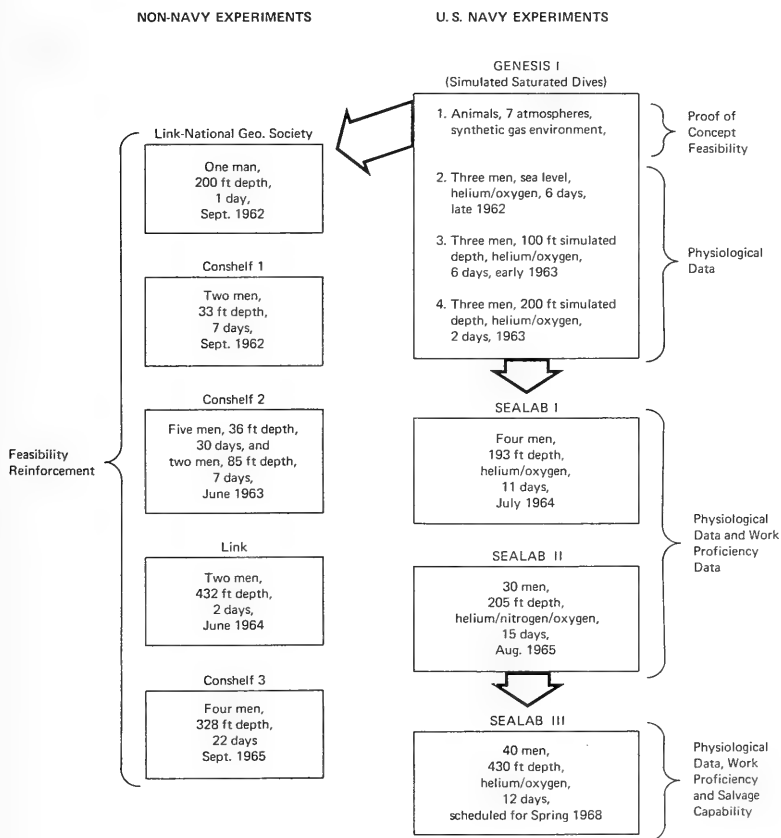 NON-NAVY EXPERIMENTS
U. S. NAVY EXPERIMENTS
Feasibility
Reinforcement
Link-National Geo. Society
One man,
200 ft depth,
1 day,
Sept. 1962
Conshelf 1
Two men,
33 ft depth,
7 days,
Sept. 1962
Conshelf 2
Five men, 36 ft depth,
30 days, and
two men, 85 ft depth,
7 days,
June 1963
Link
Two men,
432 ft depth,
2 days,
June 1964
Conshelf 3
Four men,
328 ft depth,
22 days
Sept. 1965
GENESIS I
(Simulated Saturated Dives)
1. Animals, 7 atmospheres,
synthetic gas environment,
Proof of
Concept
Feasibility
2. Three men, sea level,
helium/oxygen, 6 days,
late 1962
3. Three men, 100 ft simulated
depth, helium/oxygen,
6 days, early 1963
4. Three men, 200 ft simulated
depth, helium/oxygen,
2 days, 1963
Physiological
Data
SEALAB I
Four men,
193 ft depth,
helium/oxygen,
11 days,
July 1964
SEALAB II
30 men,
205 ft depth,
helium/nitrogen/oxygen,
15 days,
Aug. 1965
Physiological
Data and Work
Proficiency
Data
SEALAB III
40 men,
430 ft depth,
helium/oxygen,
12 days,
scheduled for Spring 1968
Physiological
Data, Work
Proficiency
and Salvage
Capability